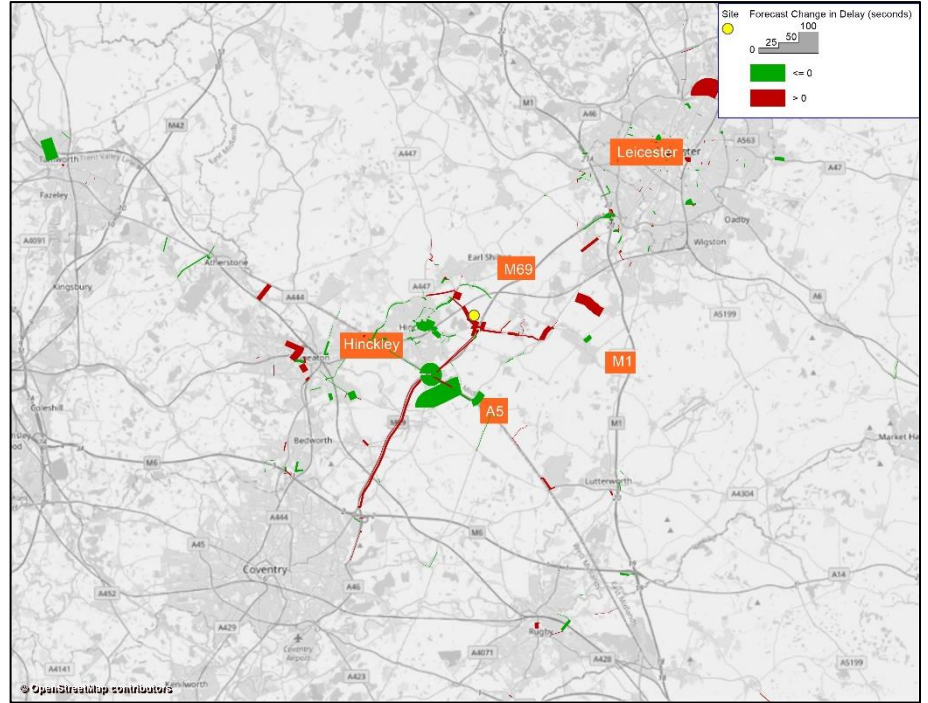 Site Forecast Change in Delay (seconds)
0 25 50 100
<= 0
> 0
M1
A46
M42
A447
Leicester
A563
A47
Fazeley
A4091
Oadby
Wigston
Earl Shil
M69
Atherstone
Kingsbury
A444
A447
A6
A5199
Hinckley
M1
A5
Coleshill
Bedworth
M1
Market Ha
M6
Lutterworth
A4304
A444
A45
M6
Coventry
A14
A46
A452
A429
Rugby
Coventry
Airport
A4071
A428
A5199
A4141
A423
Kenilworth
© OpenStreetMap contributors